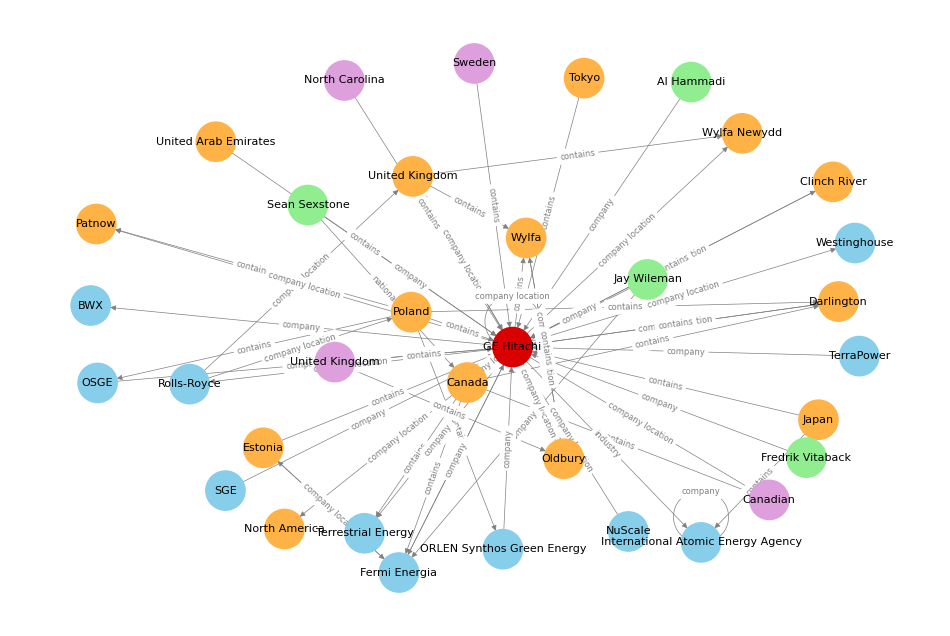 Sweden
Tokyo
North Carolina
Al Hammadi
Wylfa Newydd
United Arab Emirates
contains
United Kingdom
Clinch River
Sean Sexstone
contains
company
contains
contains
contains
Patnow
company location
Wylfa
Westinghouse
contains
company
company location
Jay Wileman
contain
company location
company location
company location
Darlington
BWX
contains
Poland
company
company
contains
contains
GE Hitachi
company location
contains
contains
company
TerraPower
United Kingdom
contains
OSGE
Rolls-Royce
Canada
contains
contains
company
contains
Japan
company
company location
company location
contains
Estonia
company
industry
Fredrik Vitaback
Oldbury
company
company
contains
contains
SGE
company
Canadian
North America
Terrestrial Energy
NuScale
International Atomic Energy Agency
ORLEN Synthos Green Energy
Fermi Energia